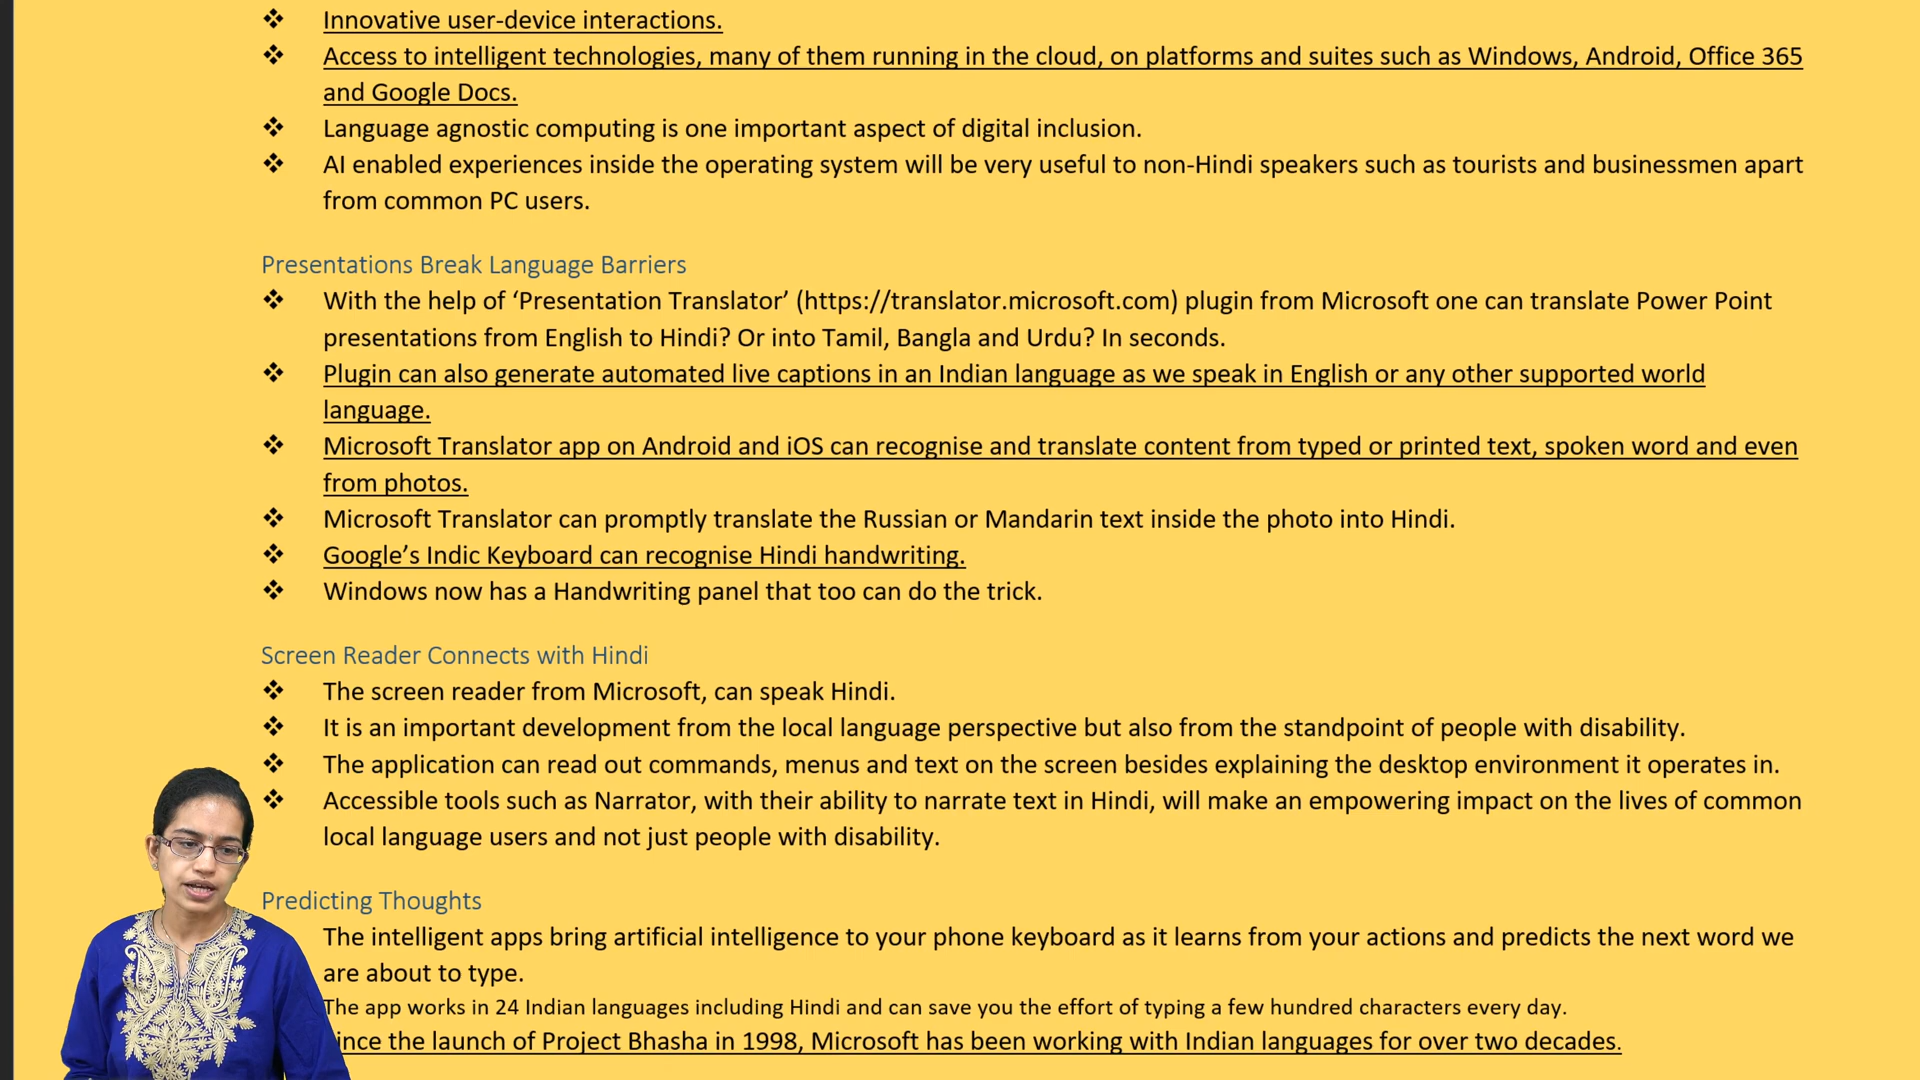 ❖ Innovative user-device interactions.
❖ Access to intelligent technologies, many of them running in the cloud, on platforms and suites such as Windows, Android, Office 365
and Google Docs.
❖ Language agnostic computing is one important aspect of digital inclusion.
❖ AI enabled experiences inside the operating system will be very useful to non-Hindi speakers such as tourists and businessmen apart
from common PC users.
Presentations Break Language Barriers
❖ With the help of ‘Presentation Translator’ (https://translator.microsoft.com) plugin from Microsoft one can translate Power Point
presentations from English to Hindi? Or into Tamil, Bangla and Urdu? In seconds.
❖ Plugin can also generate automated live captions in an Indian language as we speak in English or any other supported world
language.
❖ Microsoft Translator app on Android and iOS can recognise and translate content from typed or printed text, spoken word and even
from photos.
❖ Microsoft Translator can promptly translate the Russian or Mandarin text inside the photo into Hindi.
❖ Google’s Indic Keyboard can recognise Hindi handwriting.
❖ Windows now has a Handwriting panel that too can do the trick.
Screen Reader Connects with Hindi
❖ The screen reader from Microsoft, can speak Hindi.
❖ It is an important development from the local language perspective but also from the standpoint of people with disability.
❖ The application can read out commands, menus and text on the screen besides explaining the desktop environment it operates in.
❖ Accessible tools such as Narrator, with their ability to narrate text in Hindi, will make an empowering impact on the lives of common
local language users and not just people with disability.
Predicting Thoughts
The intelligent apps bring artificial intelligence to your phone keyboard as it learns from your actions and predicts the next word we
are about to type.
The app works in 24 Indian languages including Hindi and can save you the effort of typing a few hundred characters every day.
ince the launch of Project Bhasha in 1998, Microsoft has been working with Indian languages for over two decades.